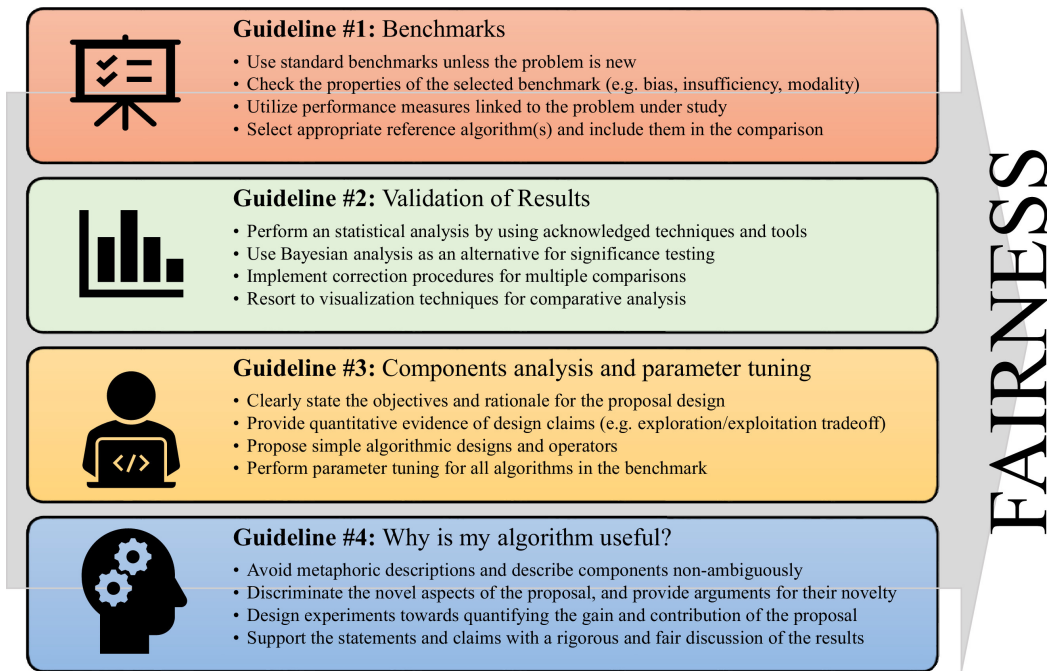 Guideline #1: Benchmarks
• Use standard benchmarks unless the problem is new
• Check the properties of the selected benchmark (e.g. bias, insufficiency, modality)
• Utilize performance measures linked to the problem under study
• Select appropriate reference algorithm(s) and include them in the comparison
Guideline #2: Validation of Results
• Perform an statistical analysis by using acknowledged techniques and tools
• Use Bayesian analysis as an alternative for significance testing
• Implement correction procedures for multiple comparisons
• Resort to visualization techniques for comparative analysis
Guideline #3: Components analysis and parameter tuning
• Clearly state the objectives and rationale for the proposal design
• Provide quantitative evidence of design claims (e.g. exploration/exploitation tradeoff)
• Propose simple algorithmic designs and operators
• Perform parameter tuning for all algorithms in the benchmark
</>
Guideline #4: Why is my algorithm useful?
• Avoid metaphoric descriptions and describe components non-ambiguously
• Discriminate the novel aspects of the proposal, and provide arguments for their novelty
• Design experiments towards quantifying the gain and contribution of the proposal
• Support the statements and claims with a rigorous and fair discussion of the results
FAIRNESS